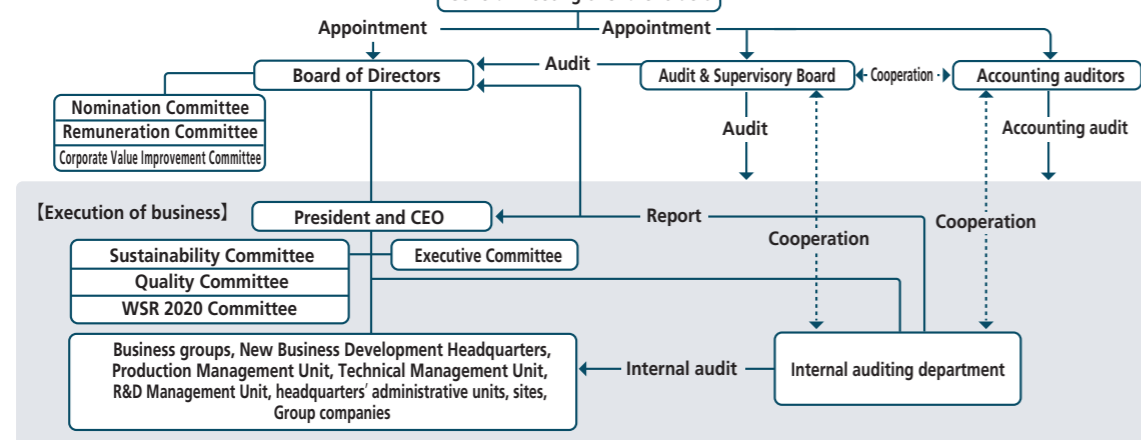 Appointment
Appointment
Board of Directors
Audit
Audit & Supervisory Board
Cooperation
Accounting auditors
Nomination Committee
Remuneration Committee
Corporate Value Improvement Committee
Audit
Accounting audit
【Execution of business】
President and CEO
Report
Cooperation
Cooperation
Sustainability Committee
Quality Committee
WSR 2020 Committee
Executive Committee
Business groups, New Business Development Headquarters,
Production Management Unit, Technical Management Unit,
R&D Management Unit, headquarters' administrative units, sites,
Group companies
Internal audit
Internal auditing department